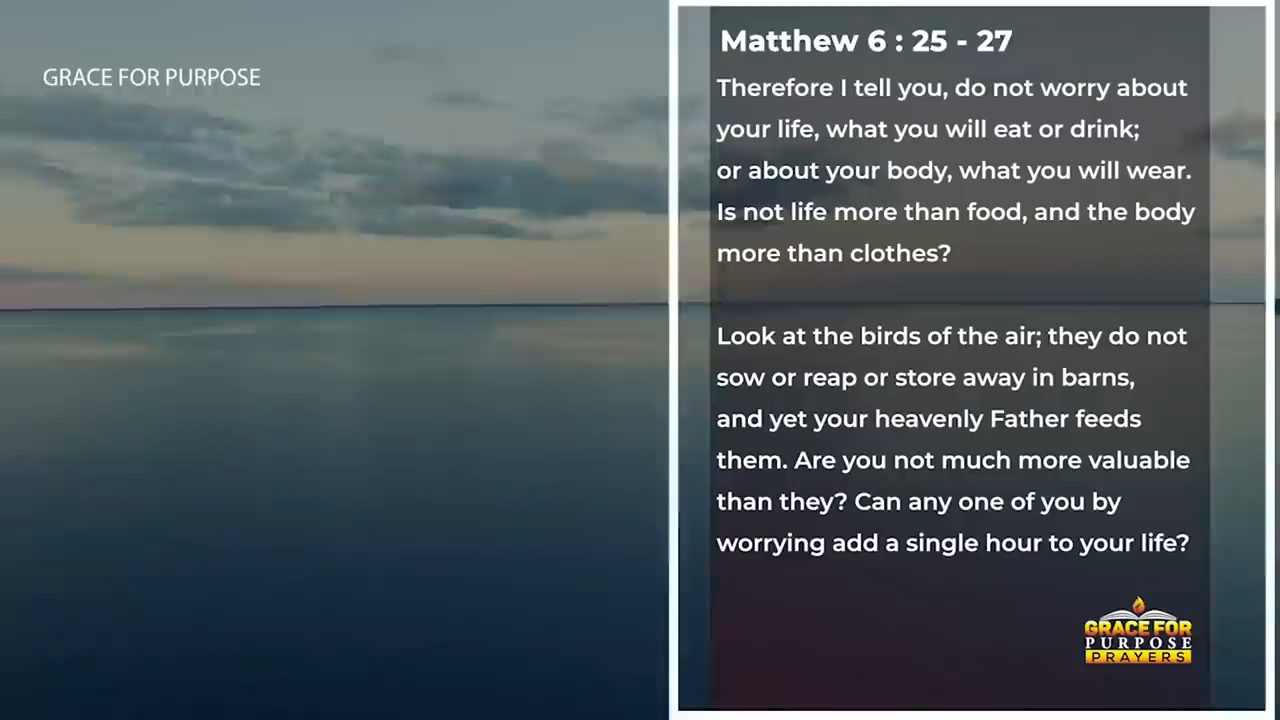 GRACE FOR PURPOSE
Matthew 6 : 25 - 27
Therefore I tell you, do not worry about
your life, what you will eat or drink;
or about your body, what you will wear.
Is not life more than food, and the body
more than clothes?
Look at the birds of the air; they do not
sow or reap or store away in barns,
and yet your heavenly Father feeds
them. Are you not much more valuable
than they? Can any one of you by
worrying add a single hour to your life?
GRACE FOR
PURPOSE
PRAYERS